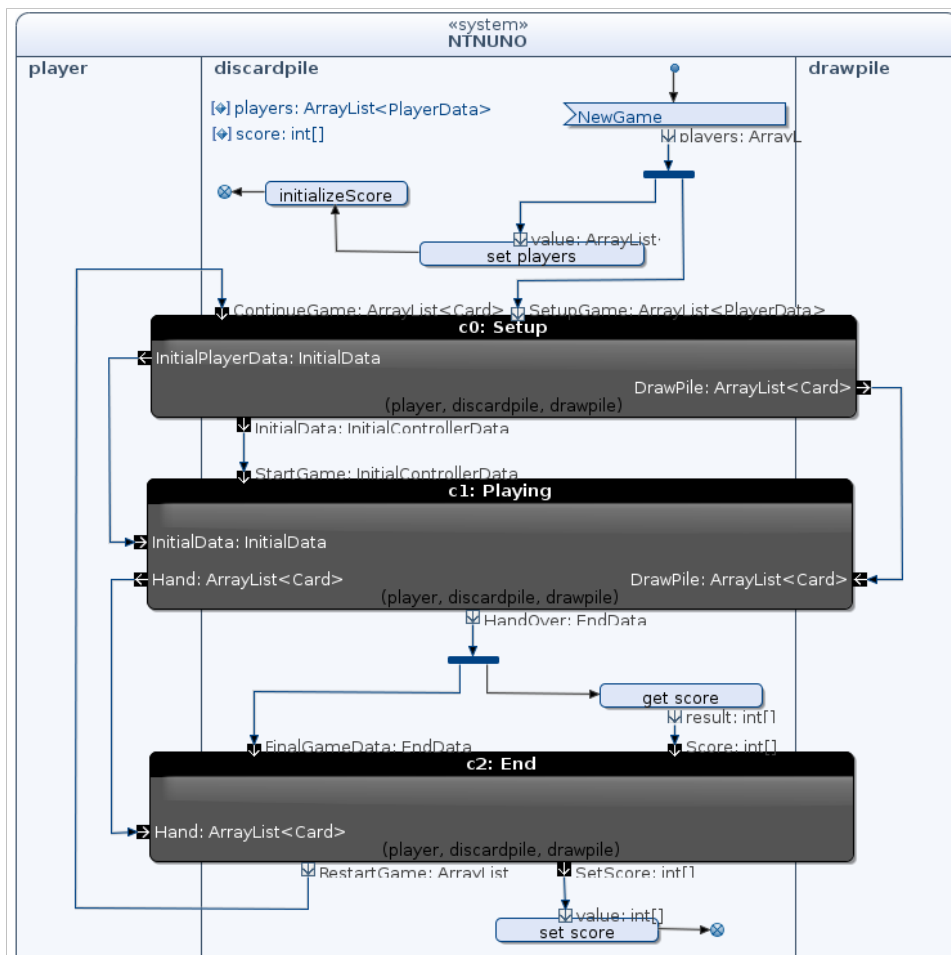 «system»
NTNUNO
player
discardpile
drawpile
players: ArrayList<PlayerData>
score: int[]
NewGame
players: ArrayL
initializeScore
value: ArrayList
set players
ContinueGame: ArrayList<Card>
SetupGame: ArrayList<PlayerData>
c0: Setup
InitialPlayerData: InitialData
DrawPile: ArrayList<Card>
(player, discardpile, drawpile)
InitialData: InitialControllerData
StartGame: InitialControllerData
c1: Playing
InitialData: InitialData
Hand: ArrayList<Card>
DrawPile: ArrayList<Card>
(player, discardpile, drawpile)
HandOver: EndData
get score
result: int[]
FinalGameData: EndData
Score: int[]
c2: End
Hand: ArrayList<Card>
(player, discardpile, drawpile)
RestartGame: ArrayList
SetScore: int[]
value: int[]
set score